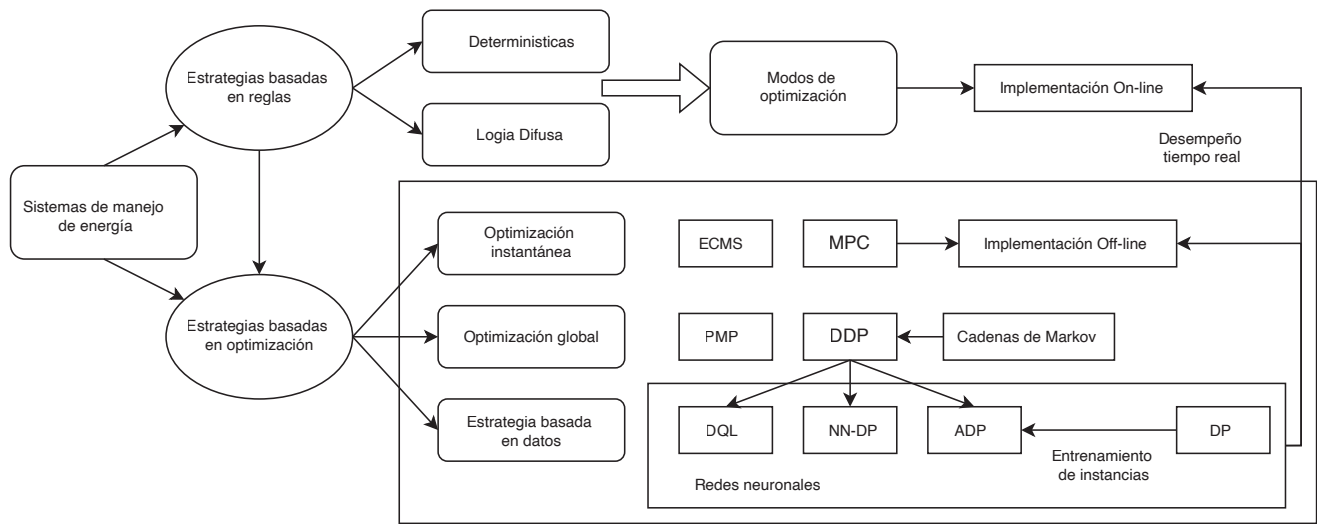 Estrategias basadas
en reglas
Deterministicas
Logia Difusa
Modos de
optimización
Implementación On-line
Desempeño
tiempo real
Sistemas de manejo
de energía
Optimización
instantánea
ECMS
MPC
Implementación Off-line
Estrategias basadas
en optimización
Optimización global
PMP
DDP
Cadenas de Markov
Estrategia basada
en datos
DQL
NN-DP
ADP
DP
Entrenamiento
de instancias
Redes neuronales